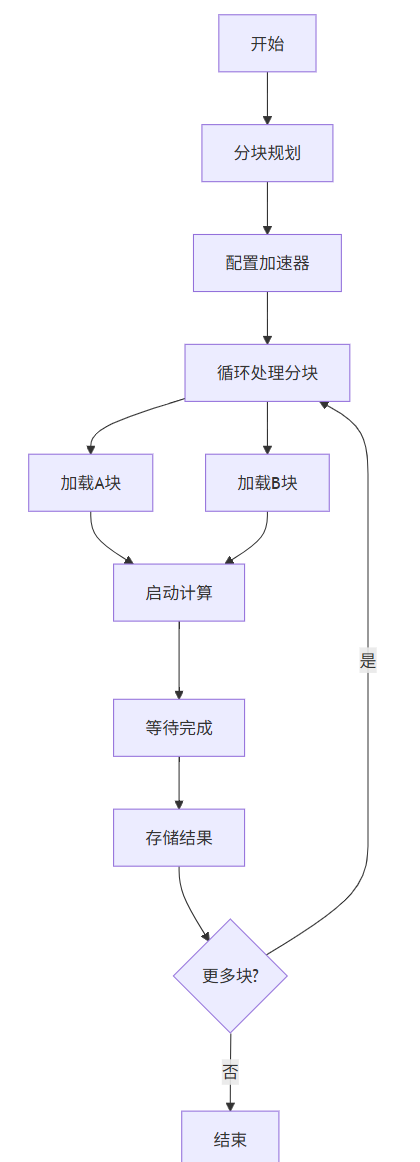 开始
分块规划
配置加速器
循环处理分块
加载A块
加载B块
启动计算
是
等待完成
存储结果
更多块?
否
结束